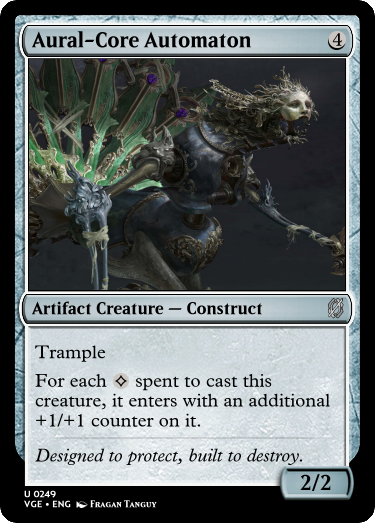 Aural-Core Automaton 4
Artifact Creature — Construct
Trample
For each spent to cast this
creature, it enters with an additional
+1/+1 counter on it.
Designed to protect, built to destroy.
2/2
U 0249
VGE • ENG Fragan Tanguy